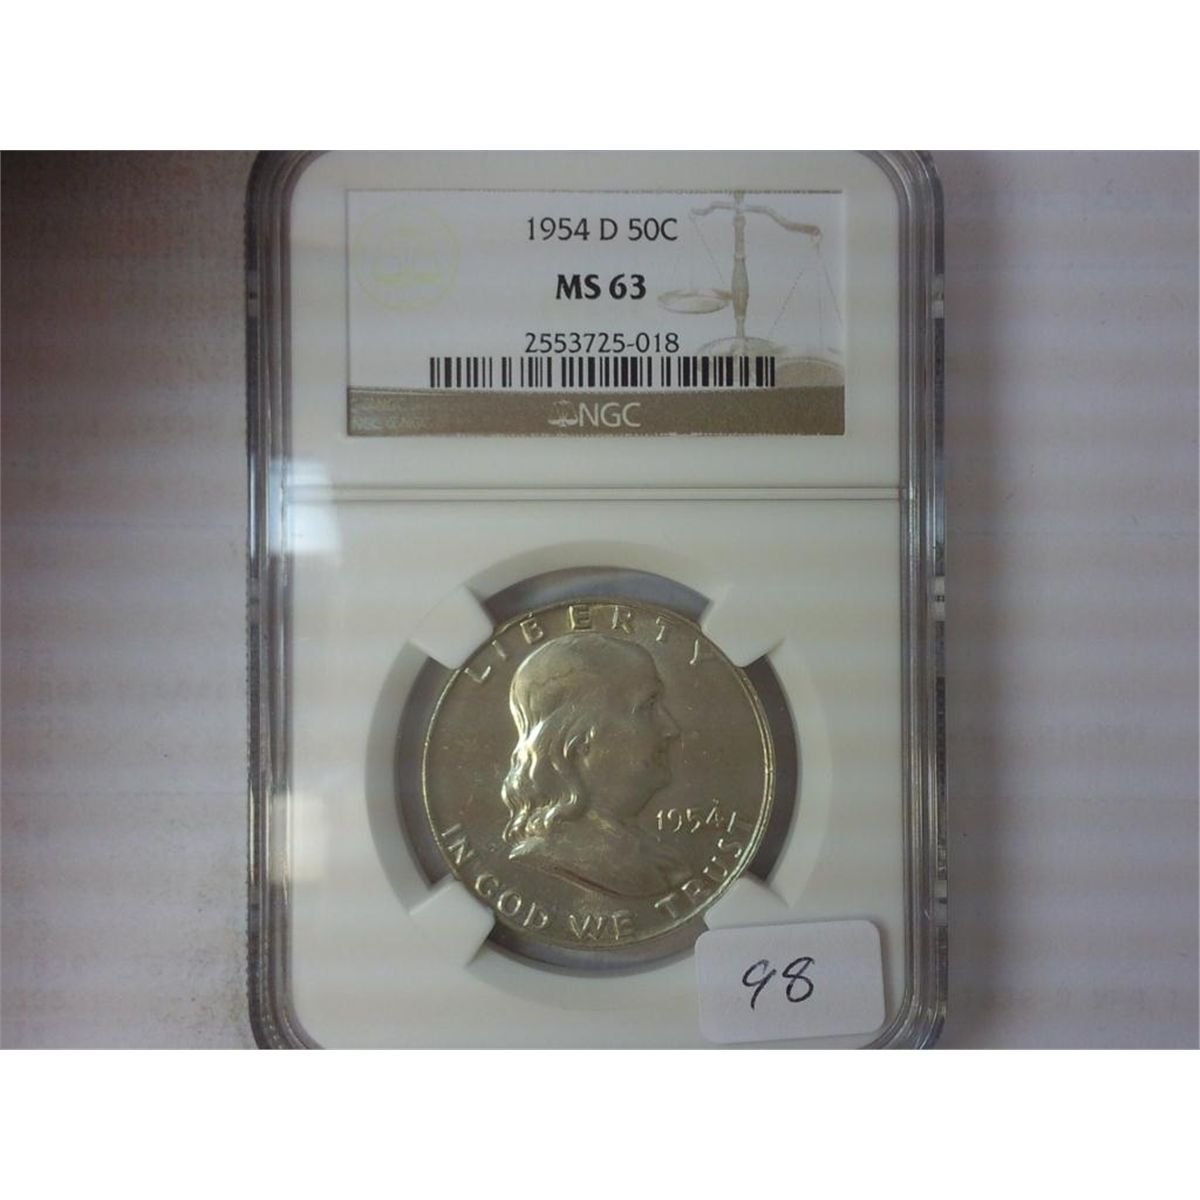 1954 D 50C
MS 63
2553725-018
NGC
LIBERTY
1954
IN GOD WE TRUST
98